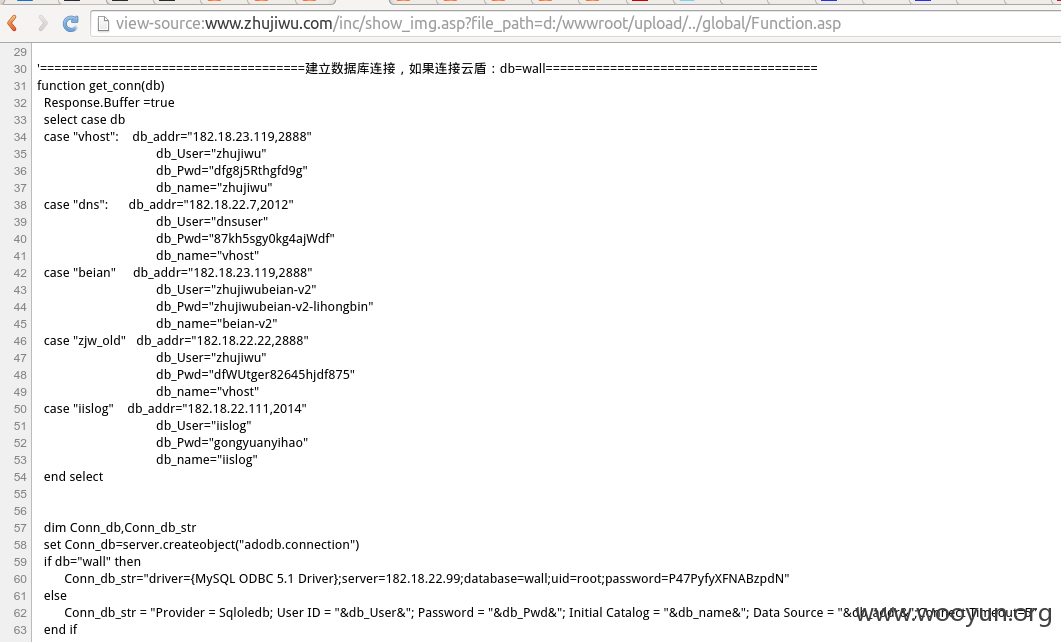 view-source:www.zhujiwu.com/inc/show_img.asp?file_path=d:/wwwroot/upload/../global/Function.asp
29
30 '=====================================建立数据库连接，如果连接云盾：db=wall======================================
31 function get_conn(db)
32 Response.Buffer =true
33 select case db
34 case "vhost": db_addr="182.18.23.119,2888"
35 db_User="zhujiwu"
36 db_Pwd="dfg8j5Rthgfd9g"
37 db_name="zhujiwu"
38 case "dns": db_addr="182.18.22.7,2012"
39 db_User="dnsuser"
40 db_Pwd="87kh5sgy0kg4ajWdf"
41 db_name="vhost"
42 case "beian" db_addr="182.18.23.119,2888"
43 db_User="zhujiwubeian-v2"
44 db_Pwd="zhujiwubeian-v2-lihongbin"
45 db_name="beian-v2"
46 case "zjw_old" db_addr="182.18.22.22,2888"
47 db_User="zhujiwu"
48 db_Pwd="dfWUtger82645hjdf875"
49 db_name="vhost"
50 case "iislog" db_addr="182.18.22.111,2014"
51 db_User="iislog"
52 db_Pwd="gongyuanyihao"
53 db_name="iislog"
54 end select
55
56
57 dim Conn_db,Conn_db_str
58 set Conn_db=server.createobject("adodb.connection")
59 if db="wall" then
60 Conn_db_str="driver={MySQL ODBC 5.1 Driver};server=182.18.22.99;database=wall;uid=root;password=P47PyfyXFNABzpdN"
61 else
62 Conn_db_str = "Provider = Sqloledb; User ID = "&db_User&"; Password = "&db_Pwd&"; Initial Catalog = "&db_name&"; Data Source = "&db_addr&";Connect Timeout=5"
63 end if
www.wooyun.org